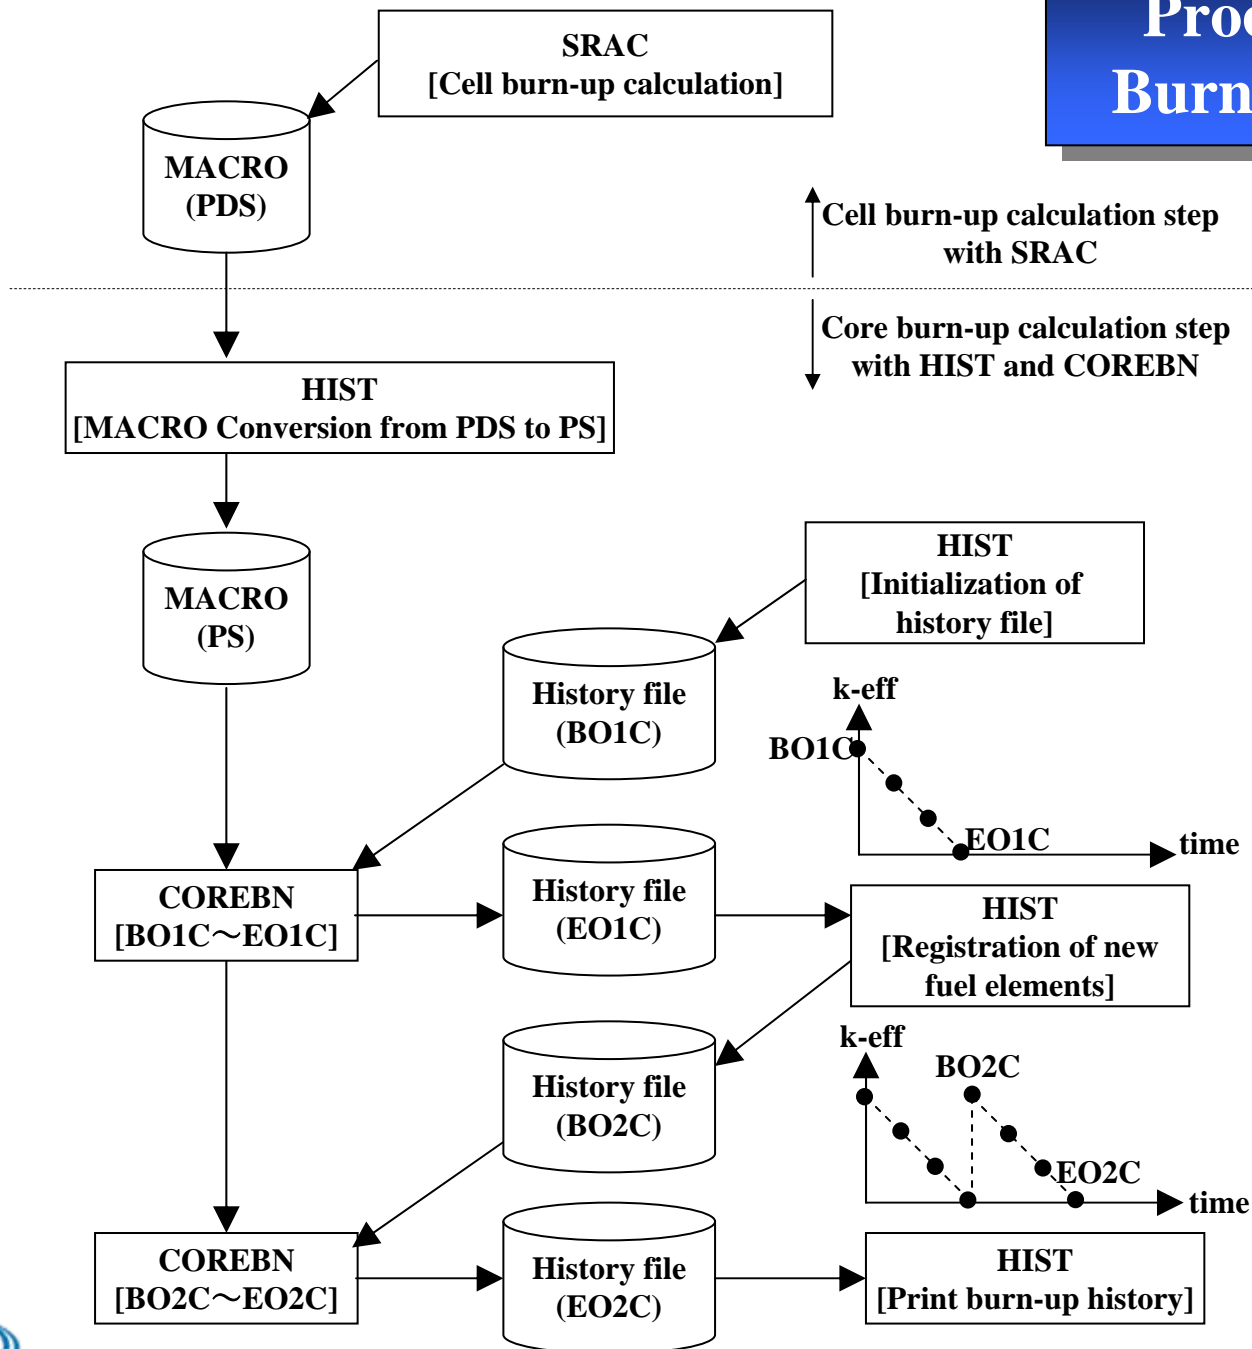 SRAC
[Cell burn-up calculation]
MACRO
(PDS)
Cell burn-up calculation step
with SRAC
Core burn-up calculation step
with HIST and COREBN
HIST
[MACRO Conversion from PDS to PS]
MACRO
(PS)
HIST
[Initialization of
history file]
History file
(BO1C)
k-eff
BO1C
EO1C
time
COREBN
[BO1C～EO1C]
History file
(EO1C)
HIST
[Registration of new
fuel elements]
History file
(BO2C)
k-eff
BO2C
EO2C
time
COREBN
[BO2C～EO2C]
History file
(EO2C)
HIST
[Print burn-up history]
Burn